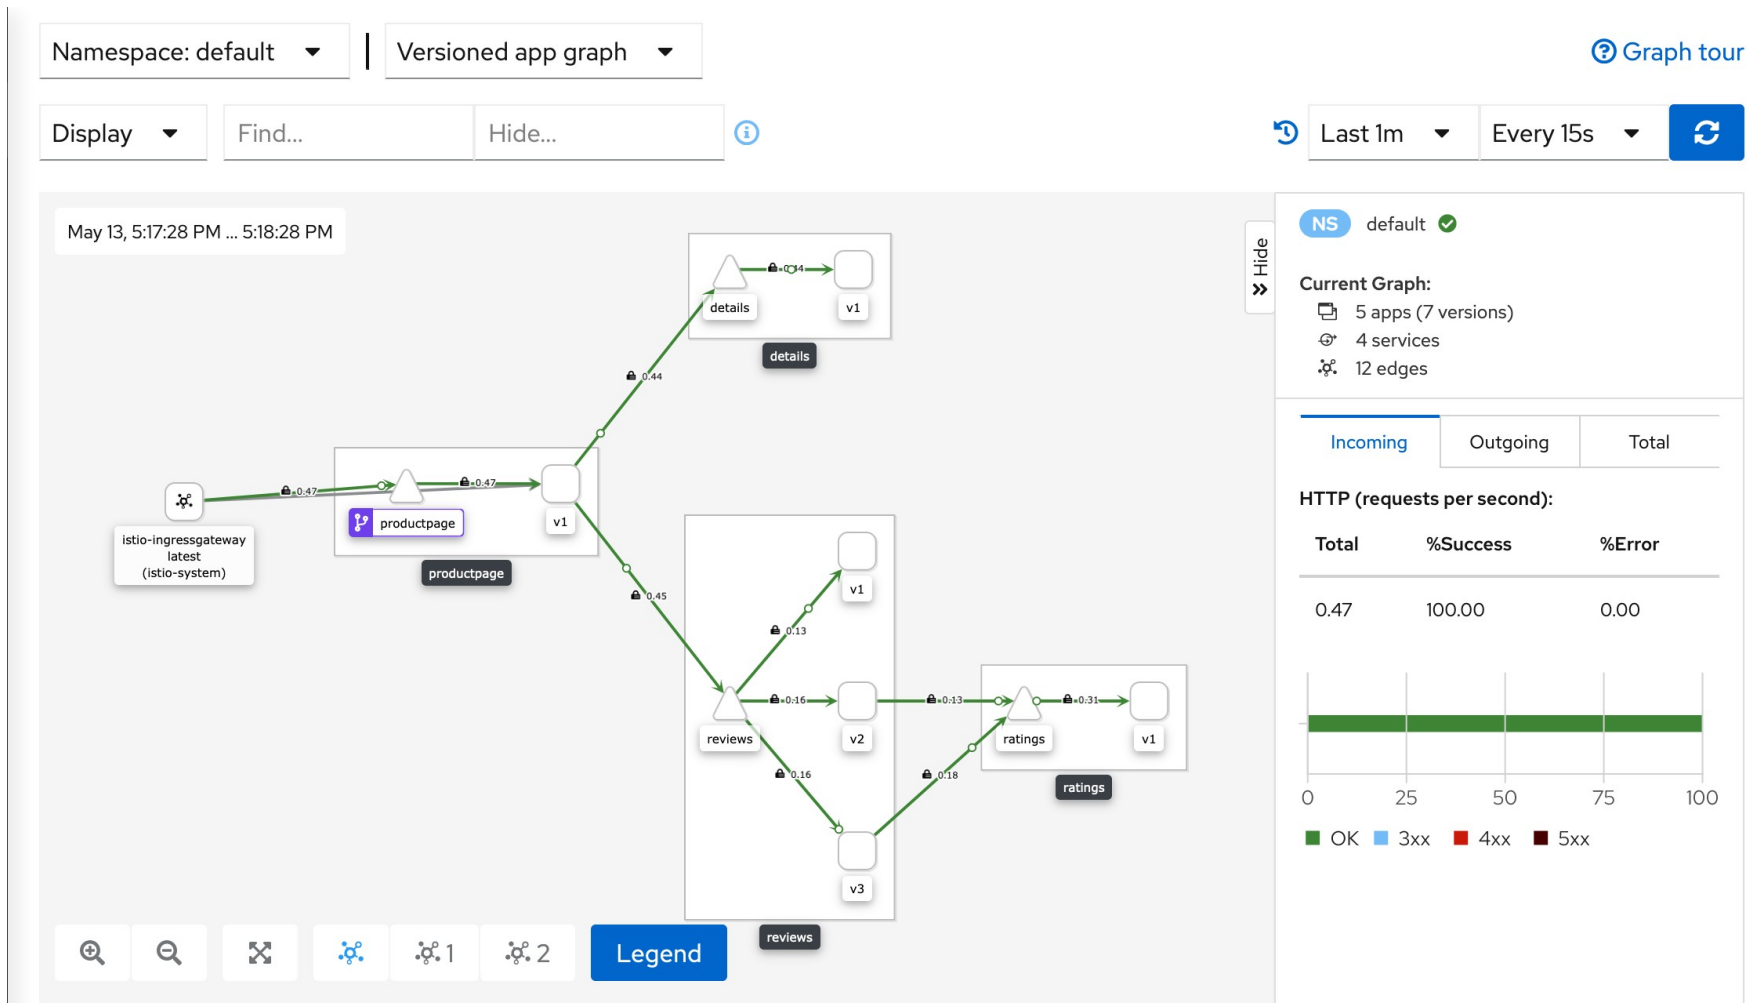 Namespace: default
Versioned app graph
Graph tour
Display
Find...
Hide...
Last 1m
Every 15s
May 13, 5:17:28 PM ... 5:18:28 PM
Hide
NS default
Current Graph:
5 apps (7 versions)
4 services
12 edges
Incoming
Outgoing
Total
HTTP (requests per second):
Total %Success %Error
0.47 100.00 0.00
0 25 50 75 100
OK 3xx 4xx 5xx
details
v1
details
0.44
0.47
0.47
istio-ingressgateway
latest
(istio-system)
productpage
v1
productpage
0.45
v1
0.13
0.16
0.13
0.31
reviews
v2
ratings
v1
0.16
0.18
ratings
v3
reviews
1
2
Legend